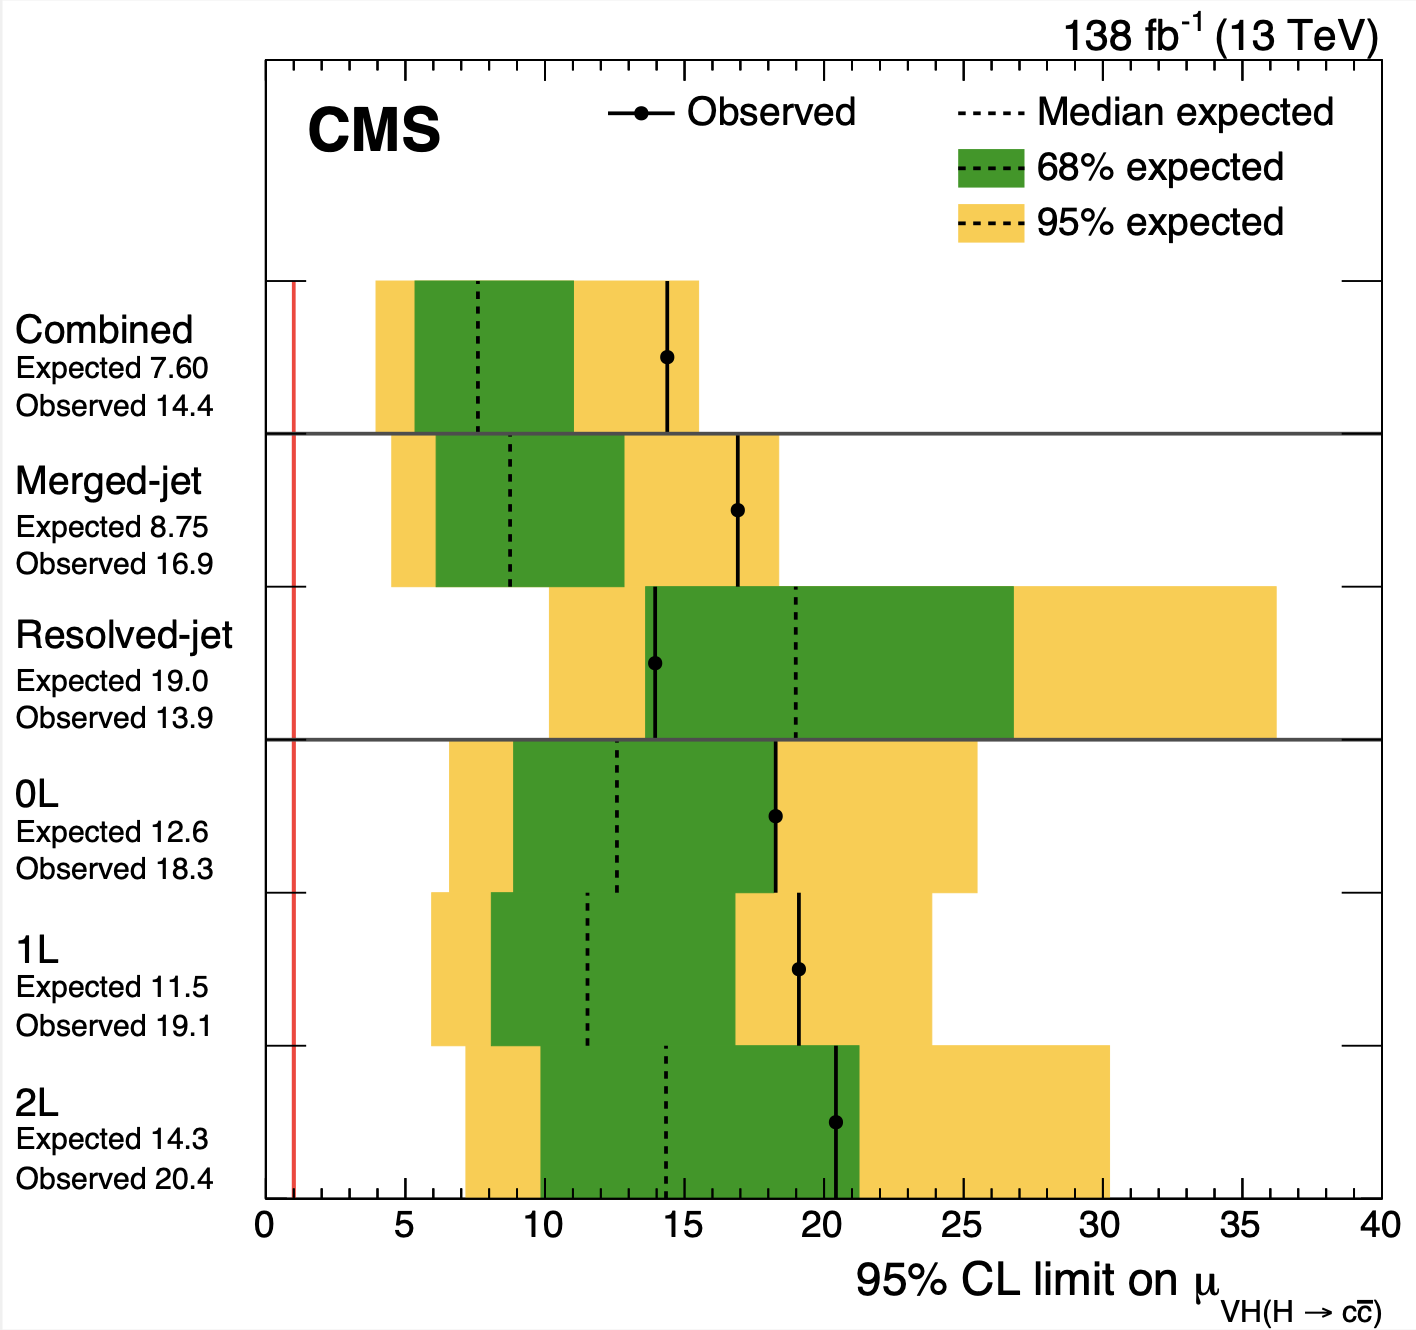 138 fb⁻¹ (13 TeV)
CMS
Observed
Median expected
68% expected
95% expected
Combined
Expected 7.60
Observed 14.4
Merged-jet
Expected 8.75
Observed 16.9
Resolved-jet
Expected 19.0
Observed 13.9
0L
Expected 12.6
Observed 18.3
1L
Expected 11.5
Observed 19.1
2L
Expected 14.3
Observed 20.4
0 5 10 15 20 25 30 35 40
95% CL limit on μ VH(H → cc̅)